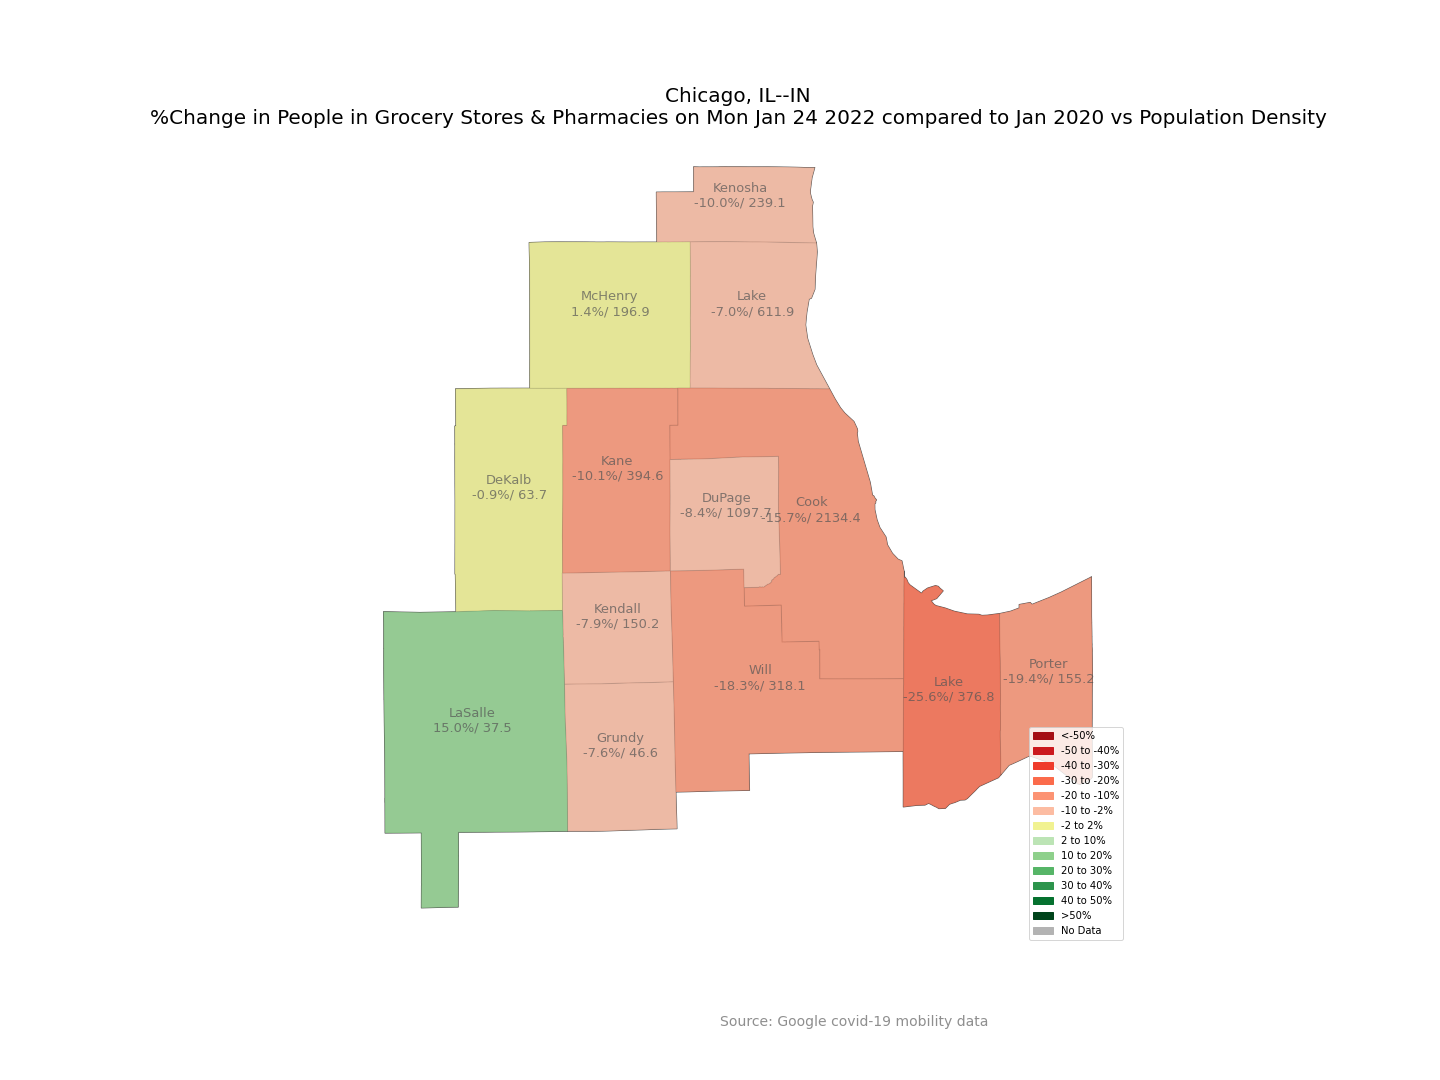 Chicago, IL--IN
%Change in People in Grocery Stores & Pharmacies on Mon Jan 24 2022 compared to Jan 2020 vs Population Density
Kenosha
-10.0%/ 239.1
McHenry
1.4%/ 196.9
Lake
-7.0%/ 611.9
Kane
-10.1%/ 394.6
DeKalb
-0.9%/ 63.7
DuPage
-8.4%/ 1097.7
Cook
-15.7%/ 2134.4
Kendall
-7.9%/ 150.2
Will
-18.3%/ 318.1
Porter
-19.4%/ 155.2
Lake
-25.6%/ 376.8
LaSalle
15.0%/ 37.5
Grundy
-7.6%/ 46.6
<-50%
-50 to -40%
-40 to -30%
-30 to -20%
-20 to -10%
-10 to -2%
-2 to 2%
2 to 10%
10 to 20%
20 to 30%
30 to 40%
40 to 50%
>50%
No Data
Source: Google covid-19 mobility data